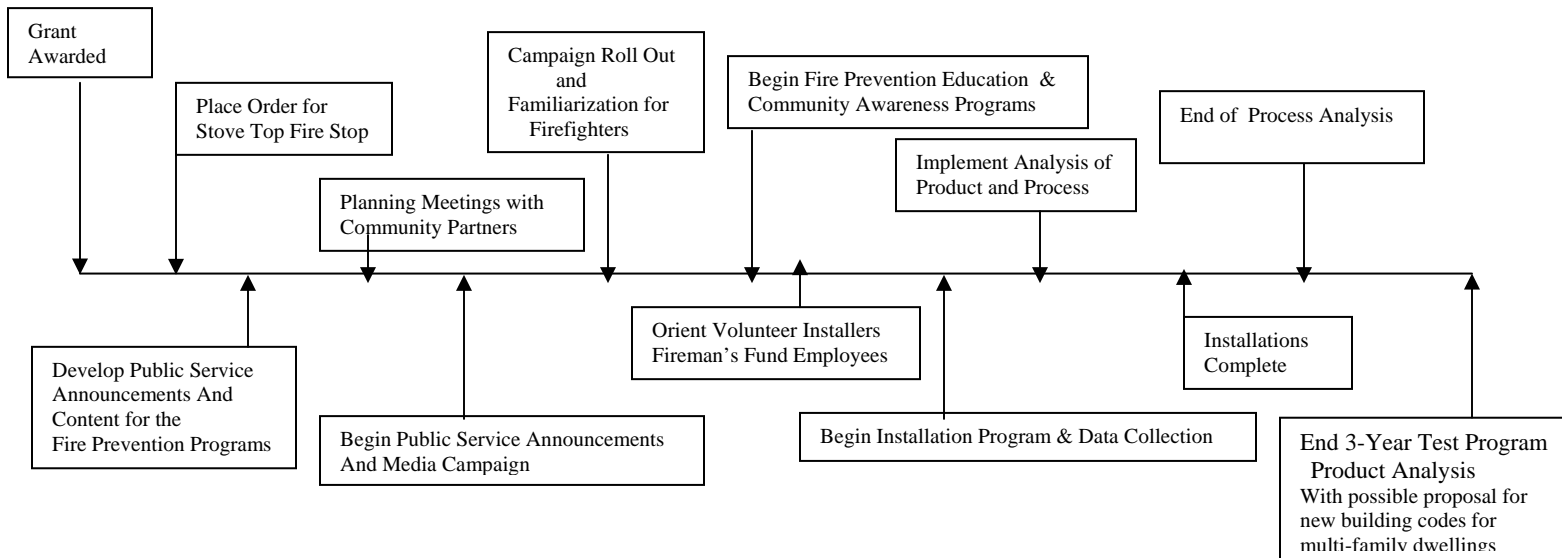 Grant
Awarded
Place Order for
Stove Top Fire Stop
Develop Public Service
Announcements And
Content for the
Fire Prevention Programs
Planning Meetings with
Community Partners
Begin Public Service Announcements
And Media Campaign
Campaign Roll Out
and
Familiarization for
Firefighters
Begin Fire Prevention Education &
Community Awareness Programs
Orient Volunteer Installers
Fireman’s Fund Employees
Begin Installation Program & Data Collection
Implement Analysis of
Product and Process
Installations
Complete
End of Process Analysis
End 3-Year Test Program
Product Analysis
With possible proposal for
new building codes for
multi-family dwellings